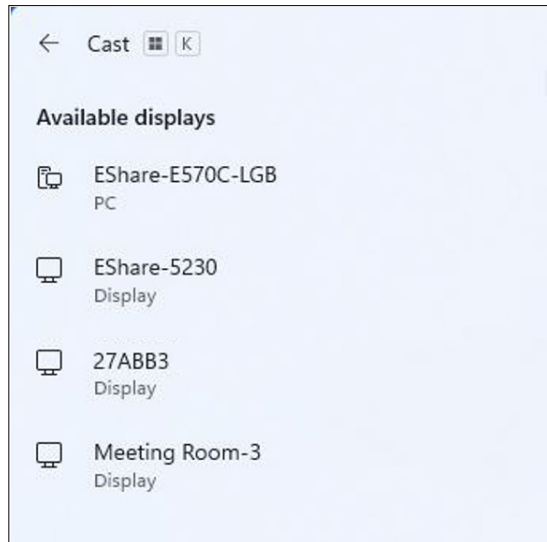 Cast K
Available displays
EShare-E570C-LGB
PC
EShare-5230
Display
27ABB3
Display
Meeting Room-3
Display